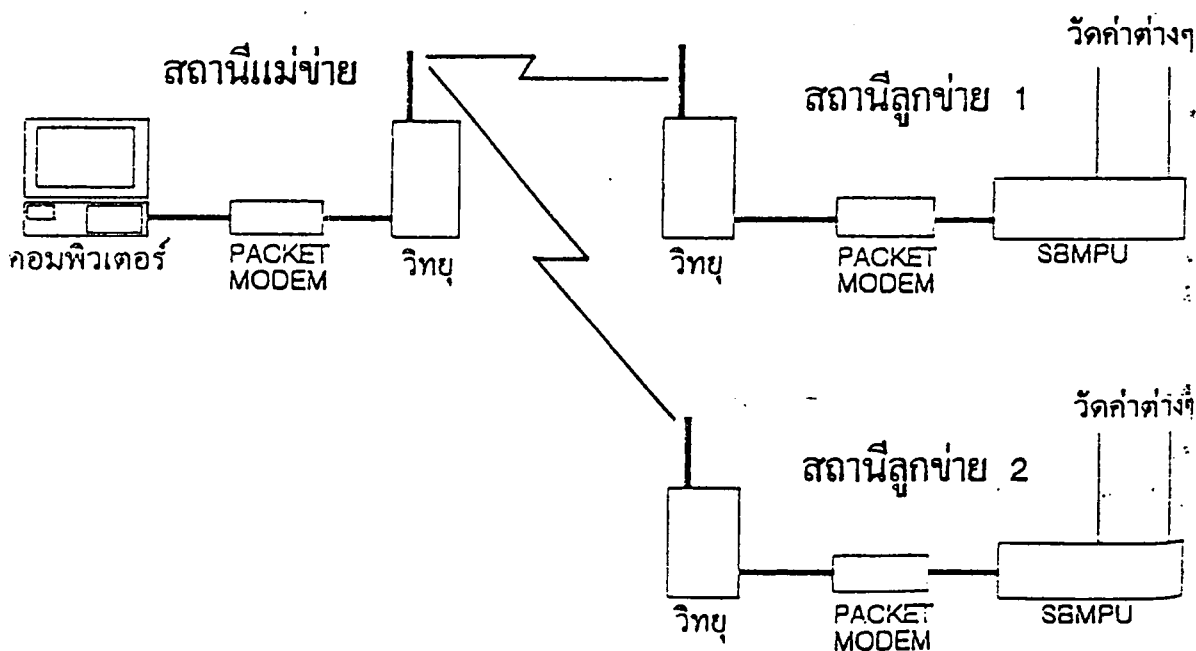 วัดค่าต่างๆ
สถานีแม่ข่าย
สถานีลูกข่าย 1
คอมพิวเตอร์
PACKET
MODEM
วิทยุ
วิทยุ
PACKET
MODEM
SBMPU
วัดค่าต่างๆ
สถานีลูกข่าย 2
วิทยุ
PACKET
MODEM
SBMPU